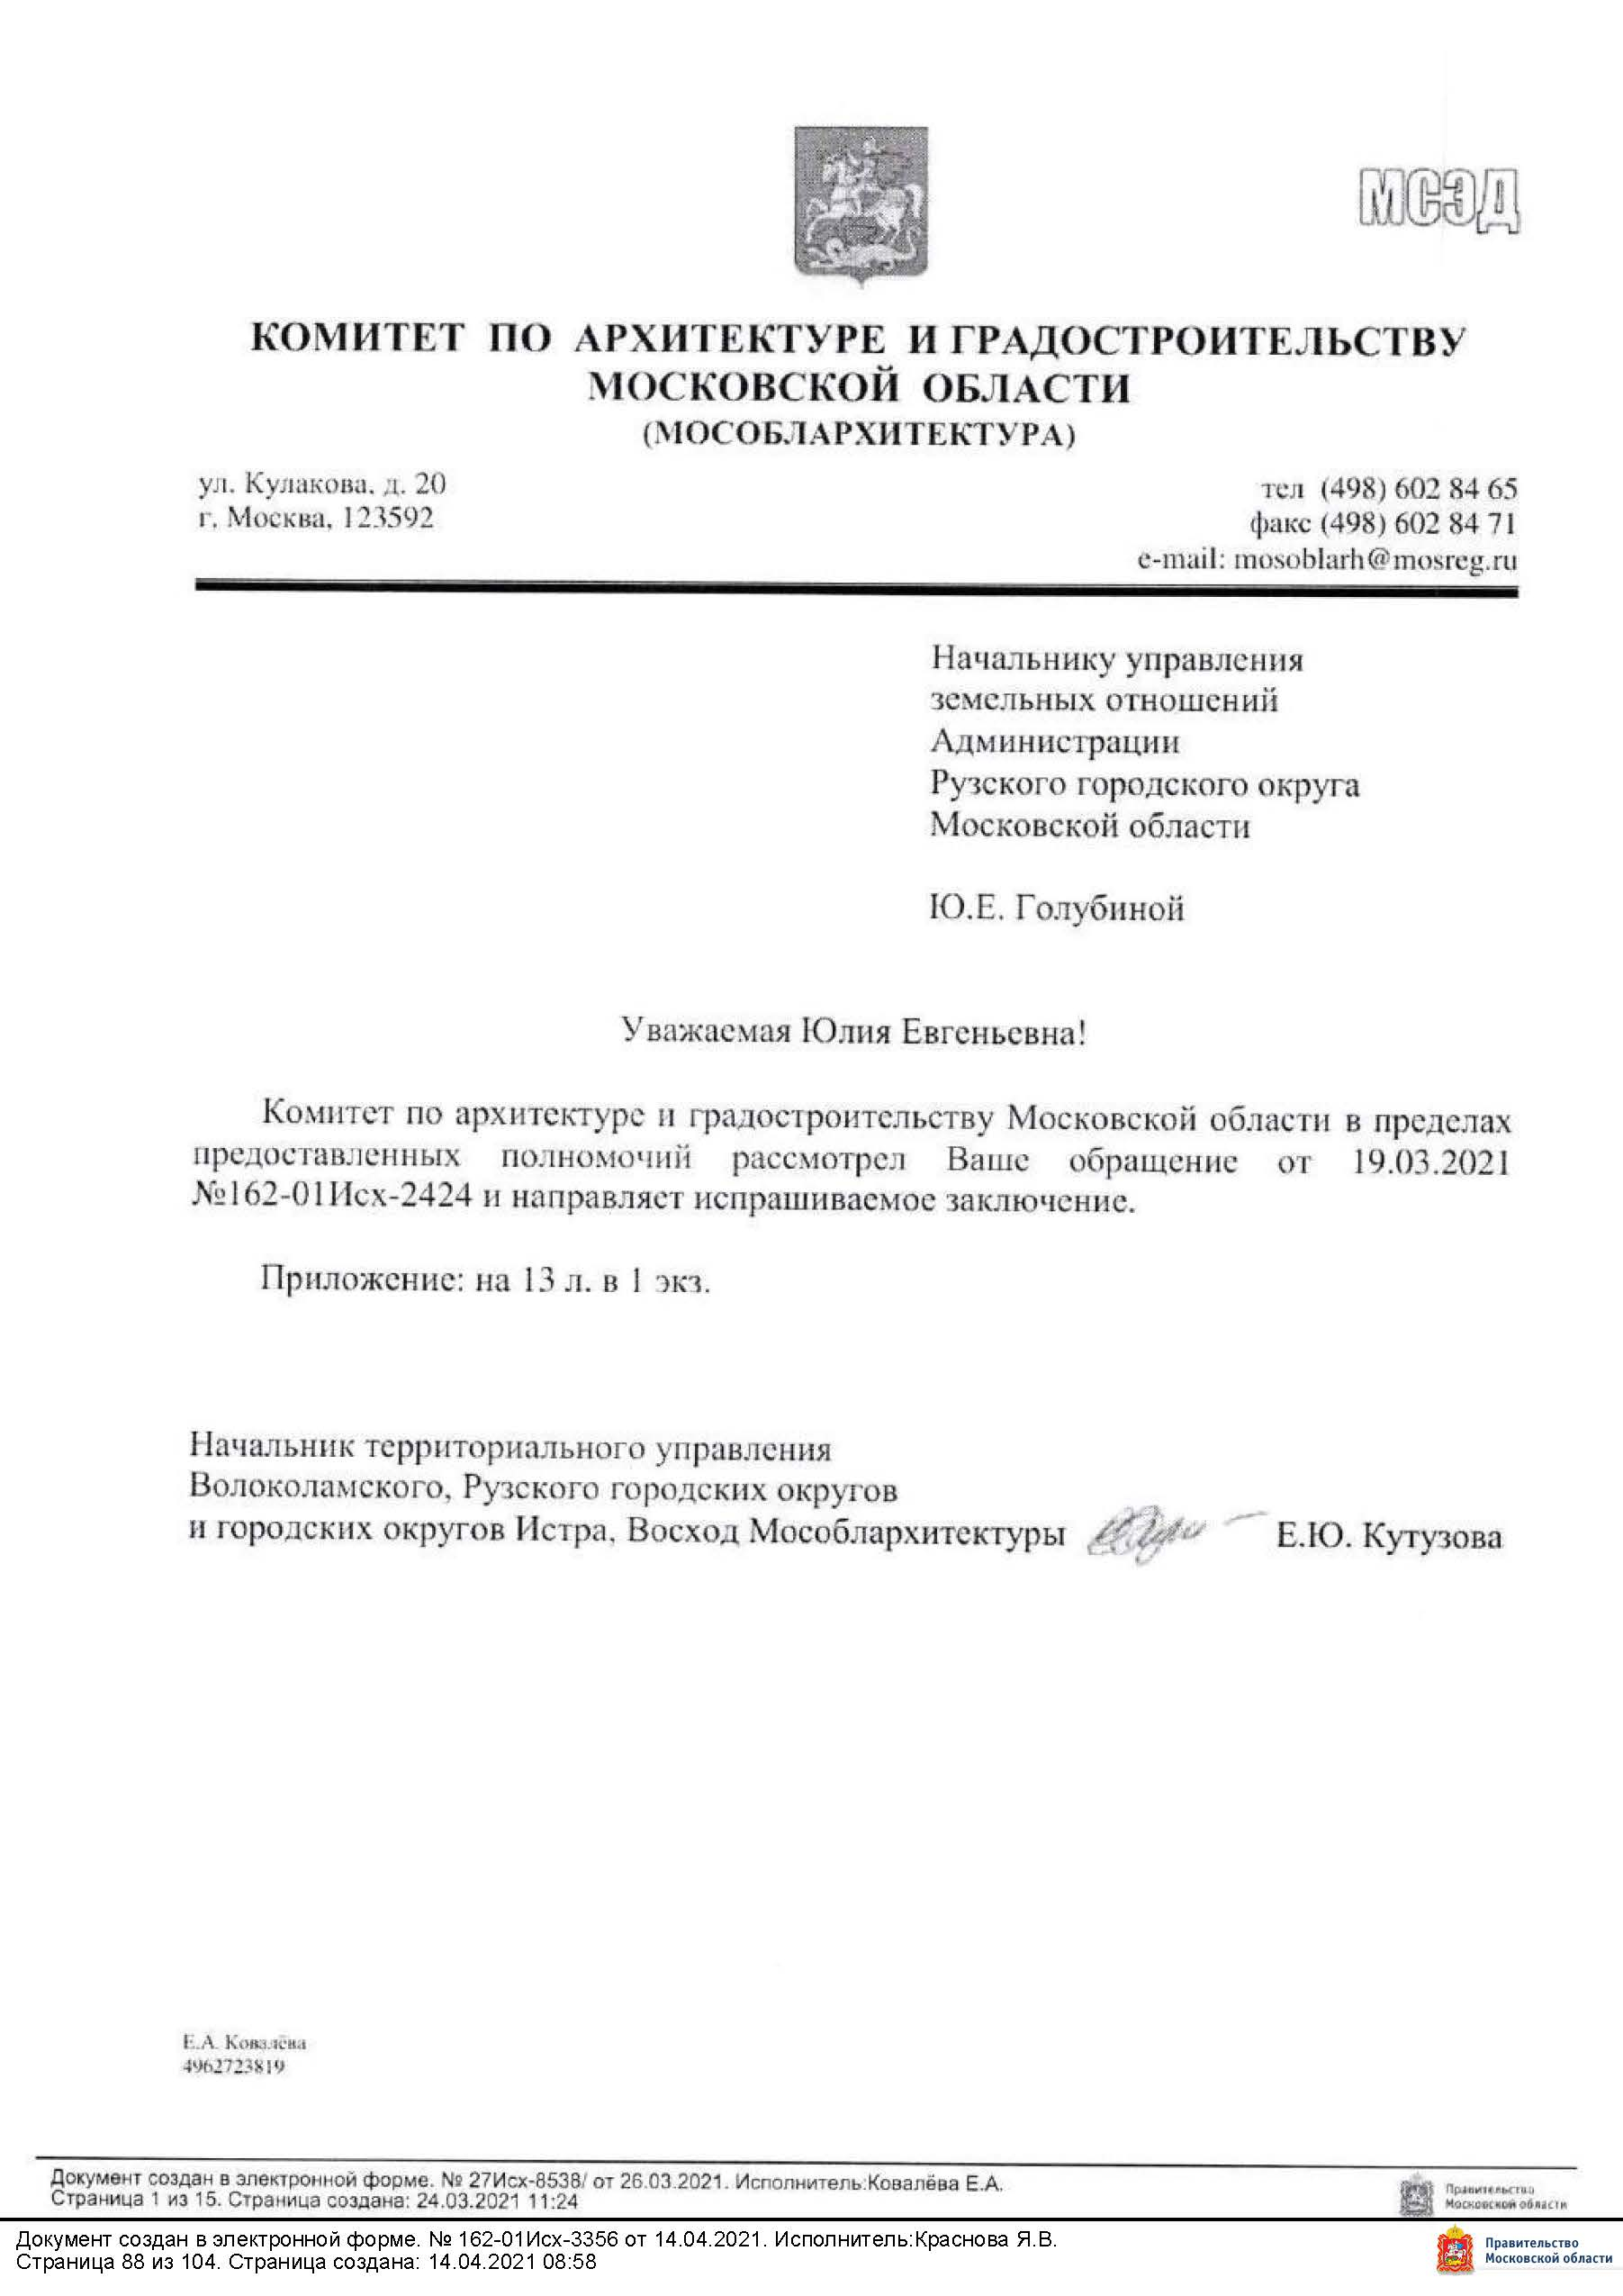 МСЭД
КОМИТЕТ ПО АРХИТЕКТУРЕ И ГРАДОСТРОИТЕЛЬСТВУ
МОСКОВСКОЙ ОБЛАСТИ
(МОСОБЛАРХИТЕКТУРА)
ул. Кулакова, д. 20
г. Москва, 123592
тел (498) 602 84 65
факс (498) 602 84 71
e-mail: mosoblarh@mosreg.ru
Начальнику управления
земельных отношений
Администрации
Рузского городского округа
Московской области
Ю.Е. Голубиной
Уважаемая Юлия Евгеньевна!
Комитет по архитектуре и градостроительству Московской области в пределах
предоставленных полномочий рассмотрел Ваше обращение от 19.03.2021
№162-01Исх-2424 и направляет испрашиваемое заключение.
Приложение: на 13 л. в 1 экз.
Начальник территориального управления
Волоколамского, Рузского городских округов
и городских округов Истра, Восход Мособлархитектуры Е.Ю. Кутузова
Е.А. Ковалёва
4962723819
Документ создан в электронной форме. № 27Исх-8538/ от 26.03.2021. Исполнитель:Ковалёва Е.А.
Страница 1 из 15. Страница создана: 24.03.2021 11:24
Правительство
Московской области
Документ создан в электронной форме. № 162-01Исх-3356 от 14.04.2021. Исполнитель:Краснова Я.В.
Страница 88 из 104. Страница создана: 14.04.2021 08:58
Правительство
Московской области